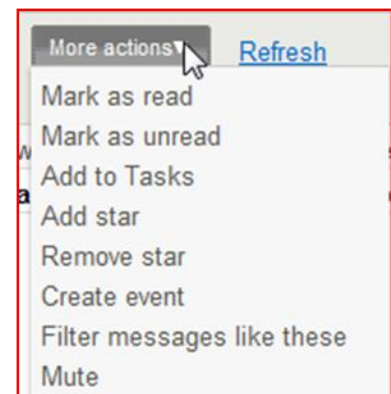 More actions▼ Refresh
Mark as read
Mark as unread
Add to Tasks
Add star
Remove star
Create event
Filter messages like these
Mute